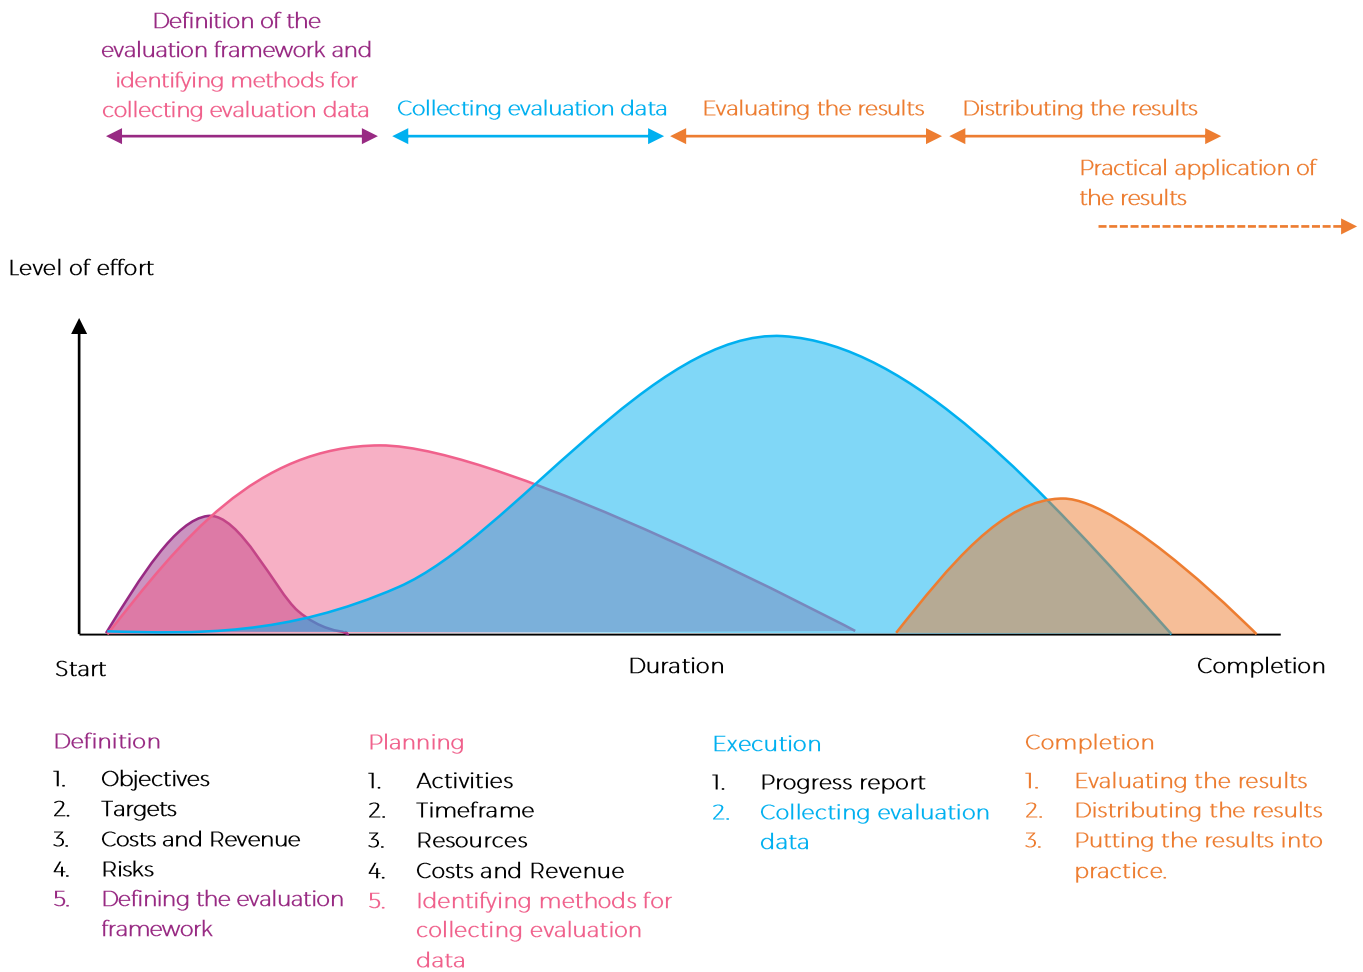 Definition of the
evaluation framework and
identifying methods for
collecting evaluation data
Collecting evaluation data
Evaluating the results
Distributing the results
Practical application of
the results
Level of effort
Start
Duration
Completion
Definition
1. Objectives
2. Targets
3. Costs and Revenue
4. Risks
5. Defining the evaluation
framework
Planning
1. Activities
2. Timeframe
3. Resources
4. Costs and Revenue
5. Identifying methods for
collecting evaluation
data
Execution
1. Progress report
2. Collecting evaluation
data
Completion
1. Evaluating the results
2. Distributing the results
3. Putting the results into
practice.